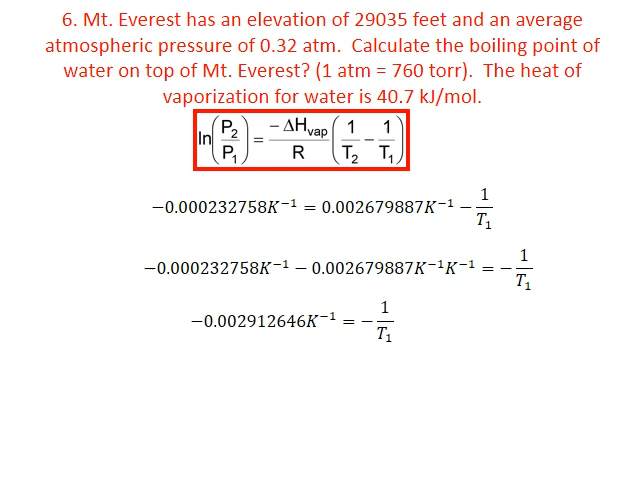 6. Mt. Everest has an elevation of 29035 feet and an average
atmospheric pressure of 0.32 atm.  Calculate the boiling point of
water on top of Mt. Everest? (1 atm = 760 torr).  The heat of
vaporization for water is 40.7 kJ/mol.
ln(P₂/P₁) = −ΔHvap/R (1/T₂ − 1/T₁)
−0.000232758K⁻¹ = 0.002679887K⁻¹ − 1/T₁
−0.000232758K⁻¹ − 0.002679887K⁻¹K⁻¹ = − 1/T₁
−0.002912646K⁻¹ = − 1/T₁